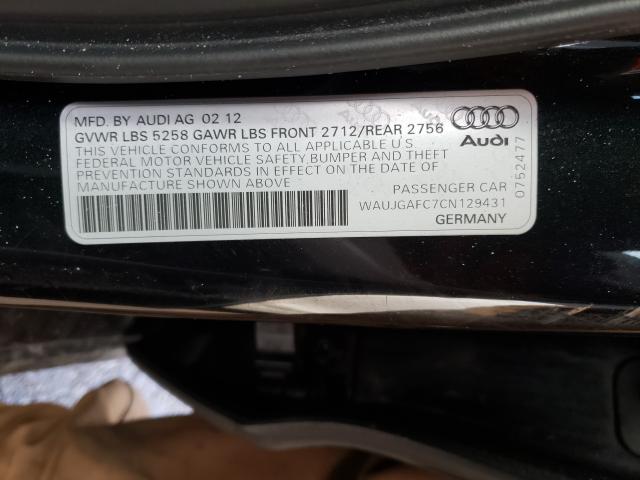 MFD. BY AUDI AG 02 12
GVWR LBS 5258 GAWR LBS FRONT 2712/REAR 2756
THIS VEHICLE CONFORMS TO ALL APPLICABLE U.S.
FEDERAL MOTOR VEHICLE SAFETY,BUMPER AND THEFT
PREVENTION STANDARDS IN EFFECT ON THE DATE OF
MANUFACTURE SHOWN ABOVE
PASSENGER CAR
WAUJGAFC7CN129431
GERMANY
Audi
0752477